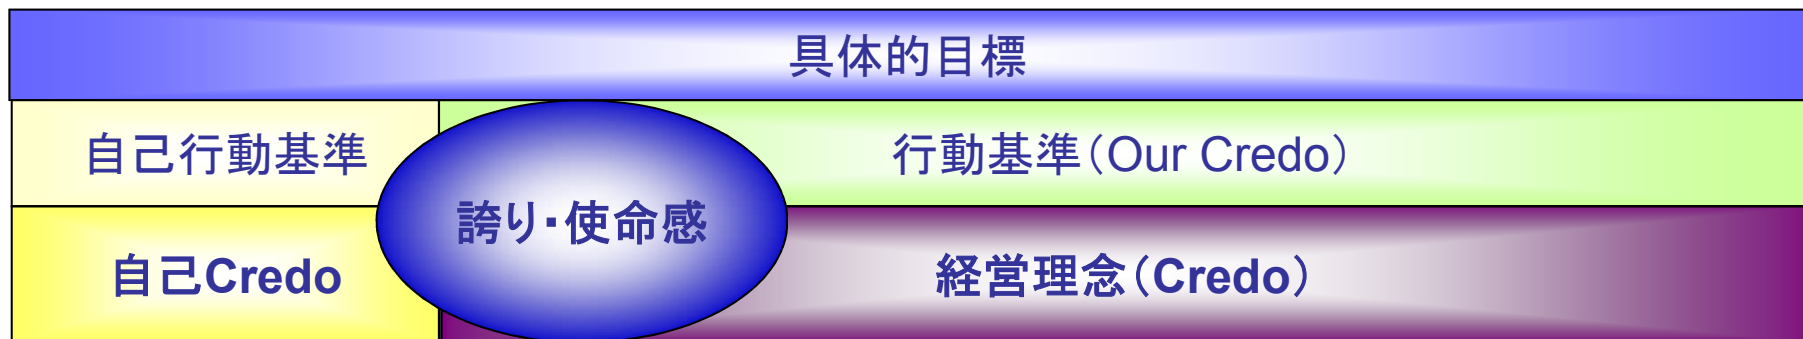 具体的目標
自己行動基準
行動基準（Our Credo）
誇り・使命感
自己Credo
経営理念（Credo）